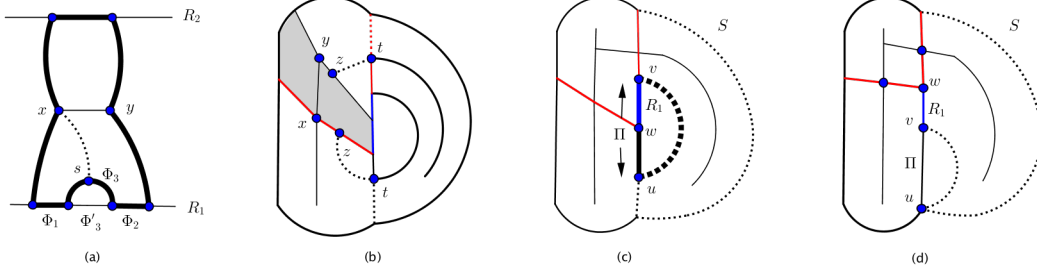 R₂
x
y
s
Φ₃
Φ₁
Φ'₃
Φ₂
R₁
(a)
y
z
t
x
z
t
(b)
S
v
R₁
Π
w
u
(c)
S
w
R₁
v
Π
u
(d)